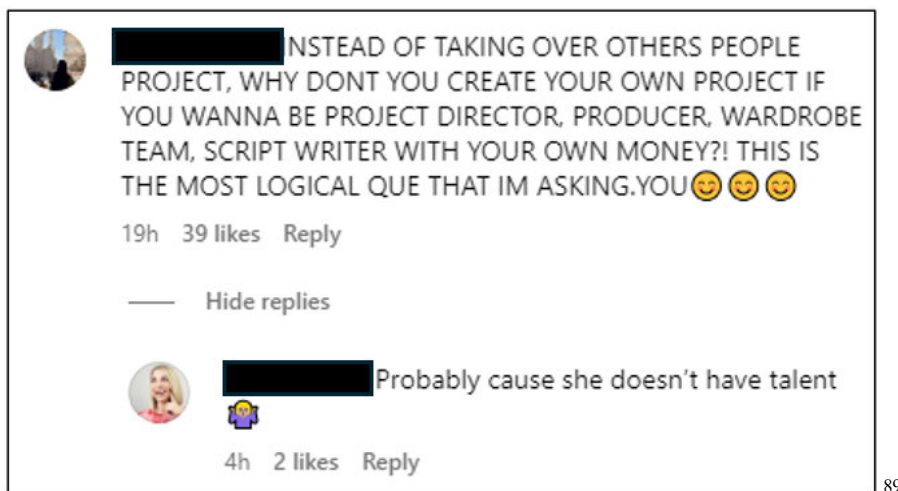 INSTEAD OF TAKING OVER OTHERS PEOPLE
PROJECT, WHY DONT YOU CREATE YOUR OWN PROJECT IF
YOU WANNA BE PROJECT DIRECTOR, PRODUCER, WARDROBE
TEAM, SCRIPT WRITER WITH YOUR OWN MONEY?! THIS IS
THE MOST LOGICAL QUE THAT IM ASKING.YOU😊😊😊
19h 39 likes Reply
Hide replies
Probably cause she doesn't have talent
🤷‍♀️
4h 2 likes Reply
89